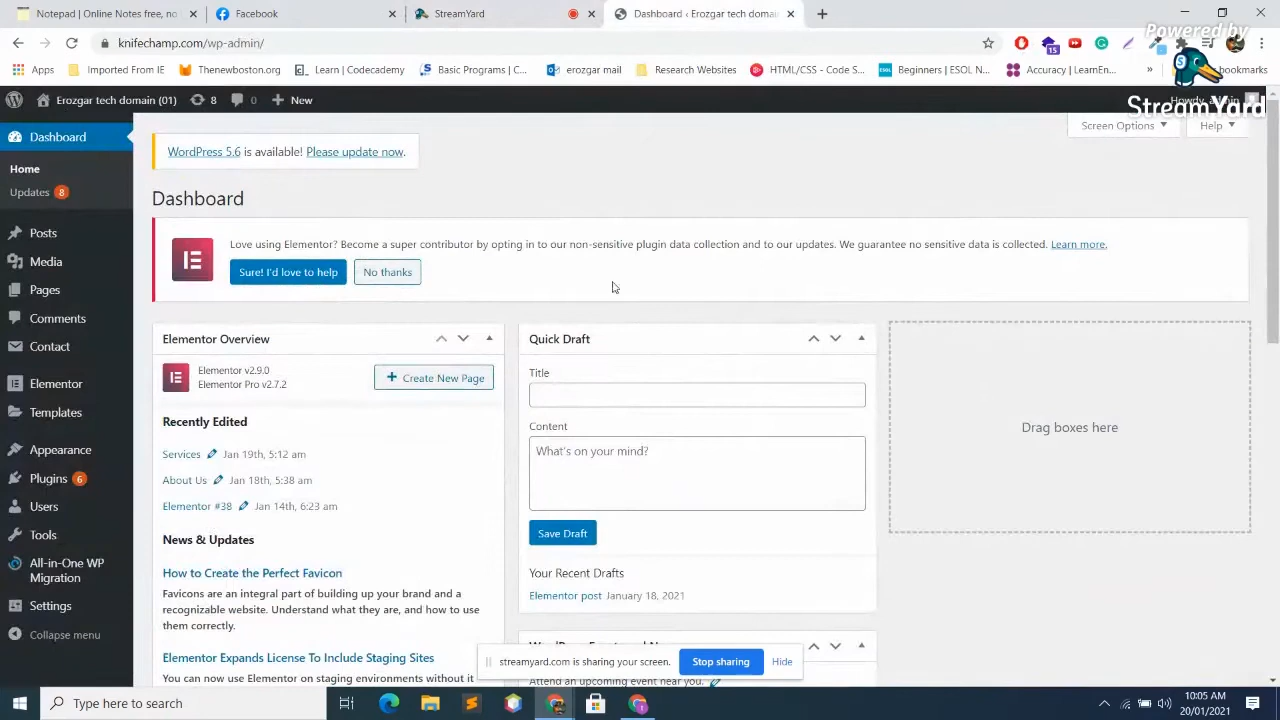 Notepad | Online Notes free, no
Facebook
StreamYard
Dashboard ‹ Erozgar tech domain
Powered by
knifechamp.com/wp-admin/
15
Apps
Imported From IE
Thenewboston.org
Learn | Codecademy
Basic Programs | C...
erozgar mail
Research Websites
HTML/CSS - Code S...
Beginners | ESOL N...
Accuracy | LearnEn...
»
StreamYard
Erozgar tech domain (01)
8
0
New
Howdy, admin
Dashboard
Screen Options
Help
WordPress 5.6 is available! Please update now.
Home
Updates 8
Dashboard
Posts
Love using Elementor? Become a super contributor by opting in to our non-sensitive plugin data collection and to our updates. We guarantee no sensitive data is collected. Learn more.
Media
Sure! I'd love to help
No thanks
Pages
Comments
Contact
Elementor
Templates
Appearance
Plugins 6
Users
Tools
All-in-One WP
Migration
Settings
Collapse menu
Elementor Overview
Elementor v2.9.0
Elementor Pro v2.7.2
Create New Page
Recently Edited
Services Jan 19th, 5:12 am
About Us Jan 18th, 5:38 am
Elementor #38 Jan 14th, 6:23 am
News & Updates
How to Create the Perfect Favicon
Favicons are an integral part of building up your brand and a
recognizable website. Understand what they are, and how to use
them correctly.
Elementor Expands License To Include Staging Sites
You can now use Elementor on staging environments without it
Quick Draft
Title
Content
What's on your mind?
Save Draft
Your Recent Drafts
Elementor post January 18, 2021
Attend an upcoming event near you.
Drag boxes here
streamyard.com is sharing your screen.
Stop sharing
Hide
Type here to search
10:05 AM
20/01/2021